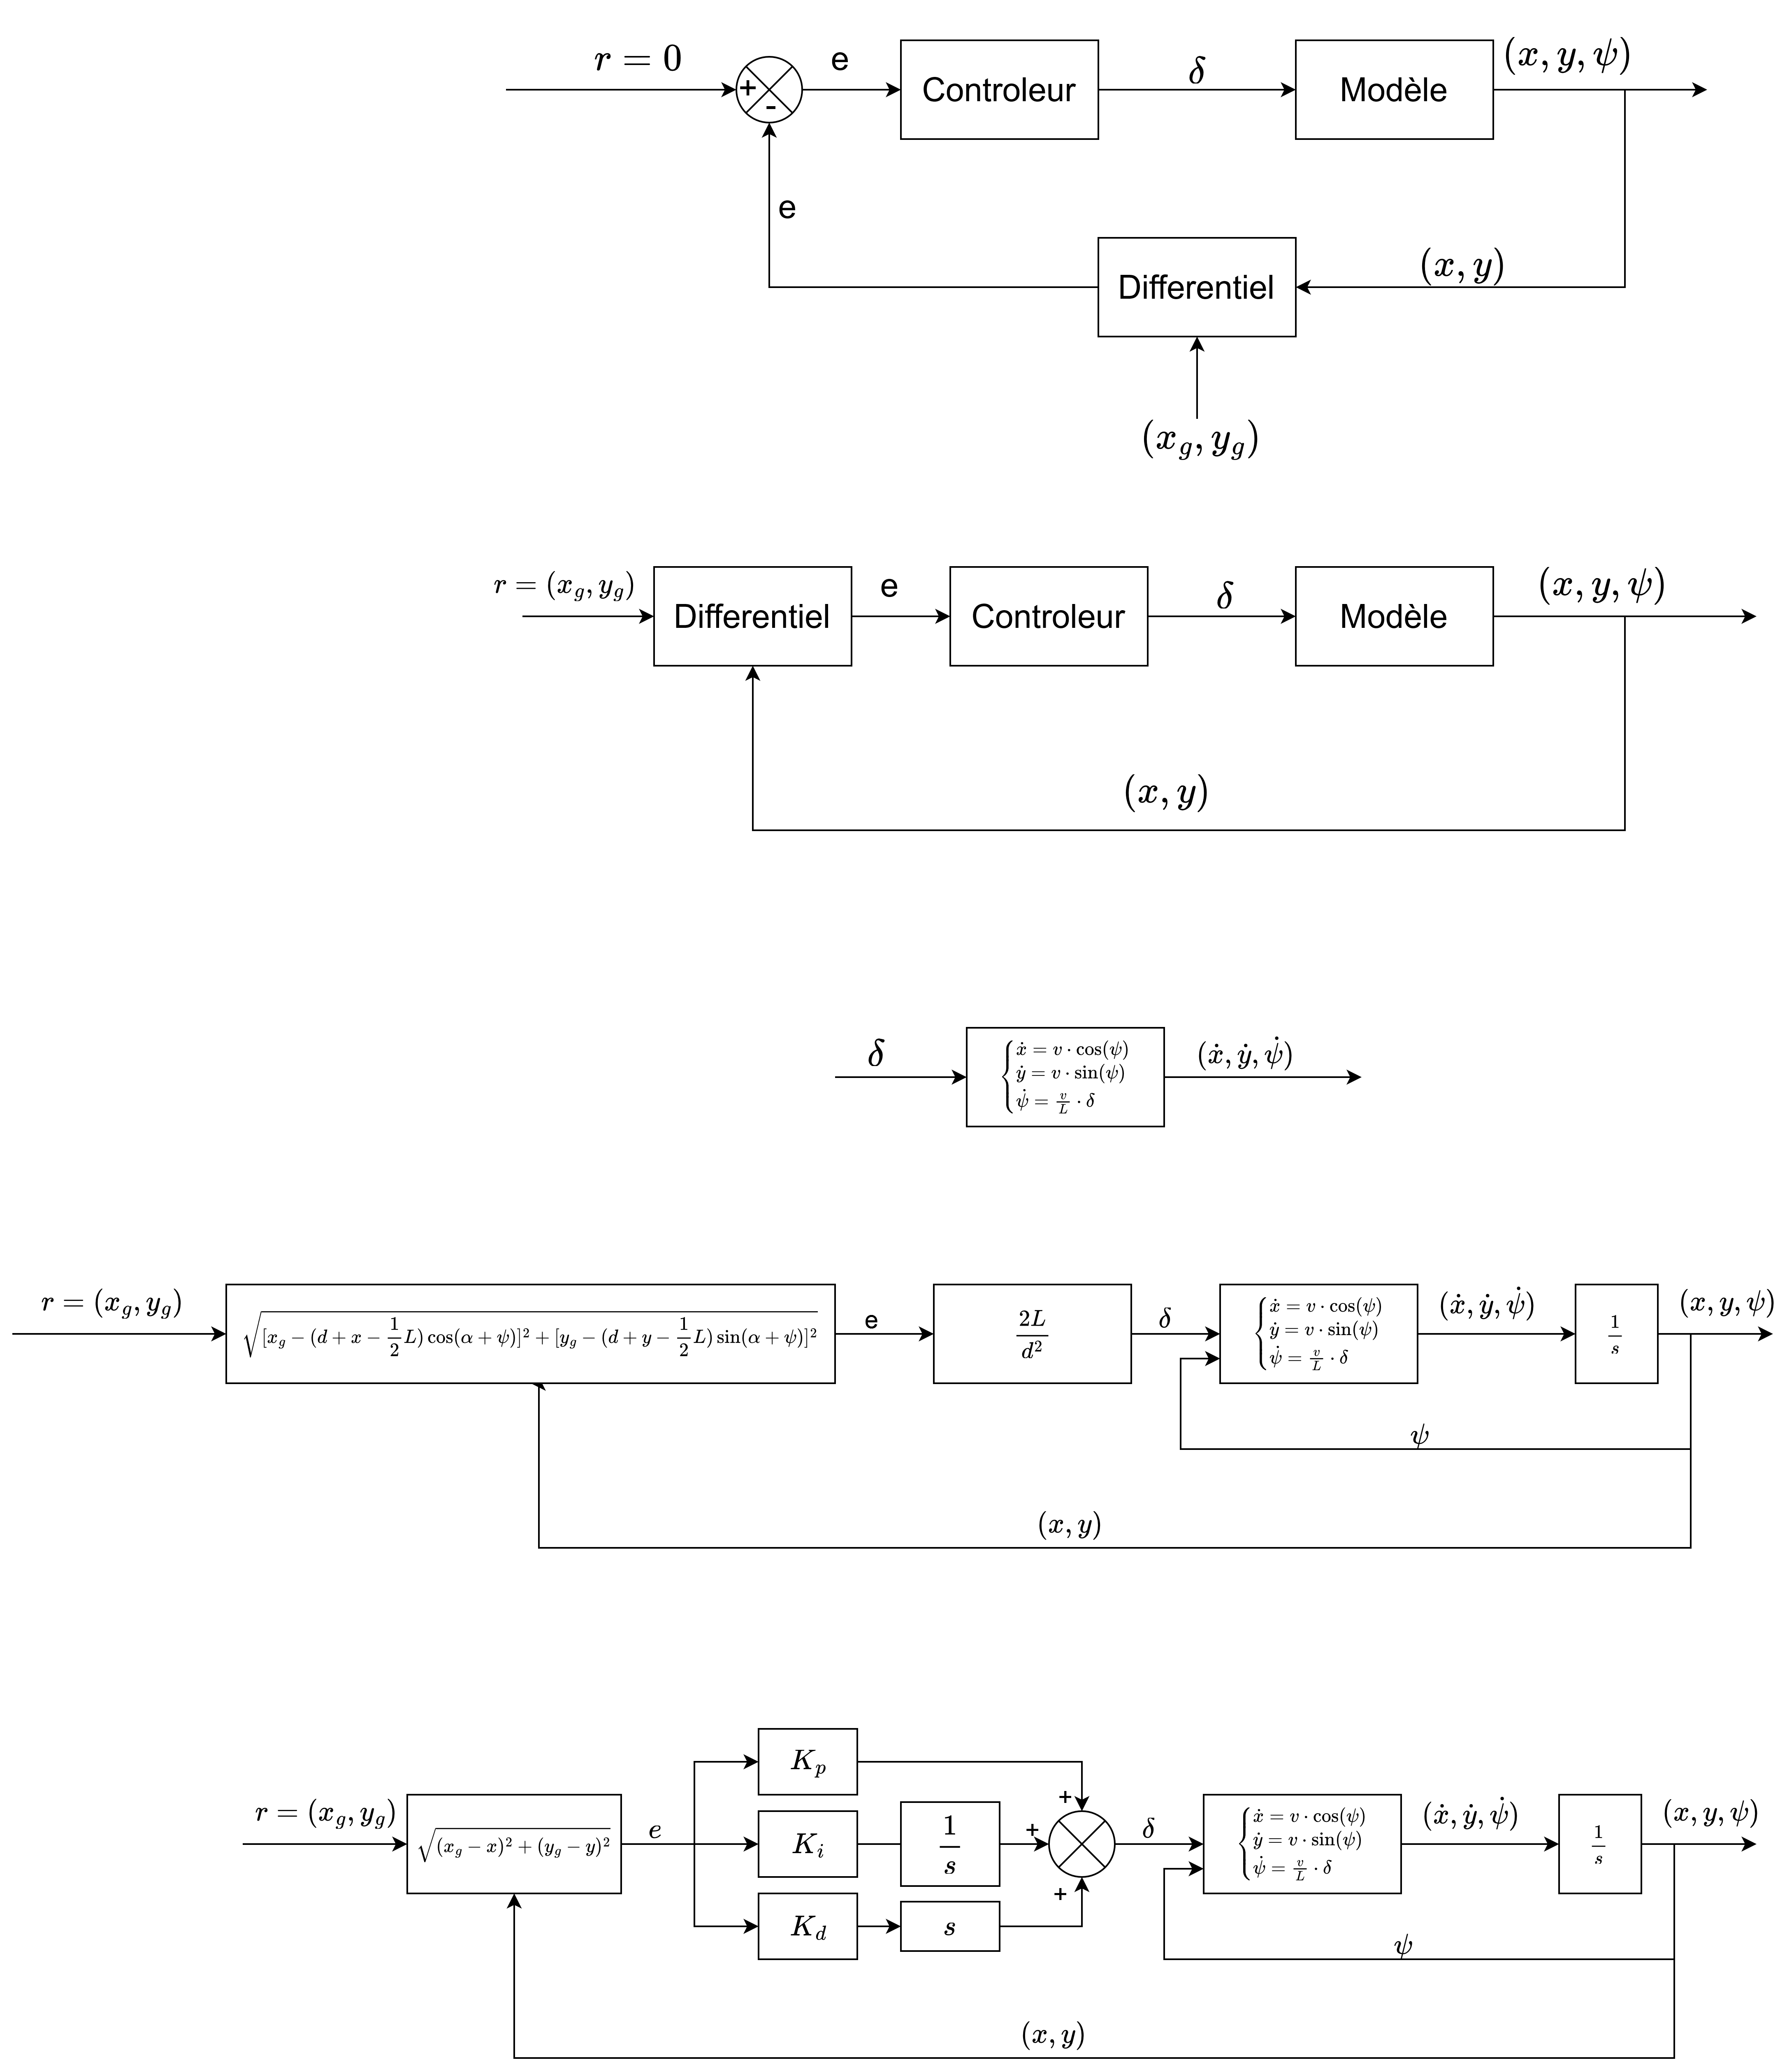 r = 0
e
Controleur
δ
Modèle
(x, y, ψ)
+
-
e
Differentiel
(x, y)
(x_g, y_g)
r = (x_g, y_g)
Differentiel
e
Controleur
δ
Modèle
(x, y, ψ)
(x, y)
δ
ẋ = v · cos(ψ)
ẏ = v · sin(ψ)
ψ̇ = v/L · δ
(ẋ, ẏ, ψ̇)
r = (x_g, y_g)
√([x_g − (d + x − 1/2 L) cos(α + ψ)]² + [y_g − (d + y − 1/2 L) sin(α + ψ)]²)
e
2L/d²
δ
ẋ = v · cos(ψ)
ẏ = v · sin(ψ)
ψ̇ = v/L · δ
(ẋ, ẏ, ψ̇)
1/s
(x, y, ψ)
ψ
(x, y)
r = (x_g, y_g)
√((x_g − x)² + (y_g − y)²)
e
K_p
K_i
1/s
K_d
s
+
+
+
δ
ẋ = v · cos(ψ)
ẏ = v · sin(ψ)
ψ̇ = v/L · δ
(ẋ, ẏ, ψ̇)
1/s
(x, y, ψ)
ψ
(x, y)